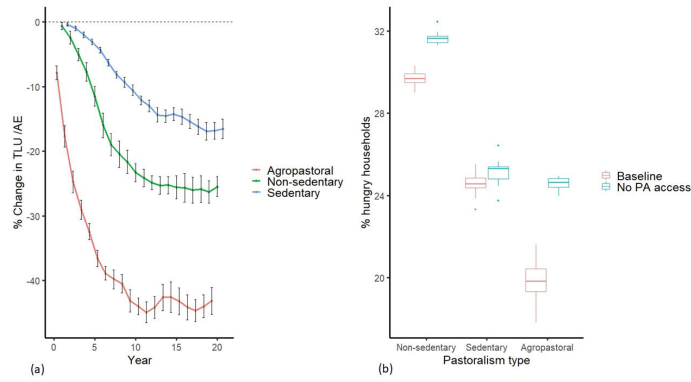 0
-10
-20
-30
-40
% Change in TLU /AE
0 5 10 15 20
Year
(a)
Agropastoral
Non-sedentary
Sedentary
32
28
24
20
% hungry households
Non-sedentary Sedentary Agropastoral
Pastoralism type
(b)
Baseline
No PA access